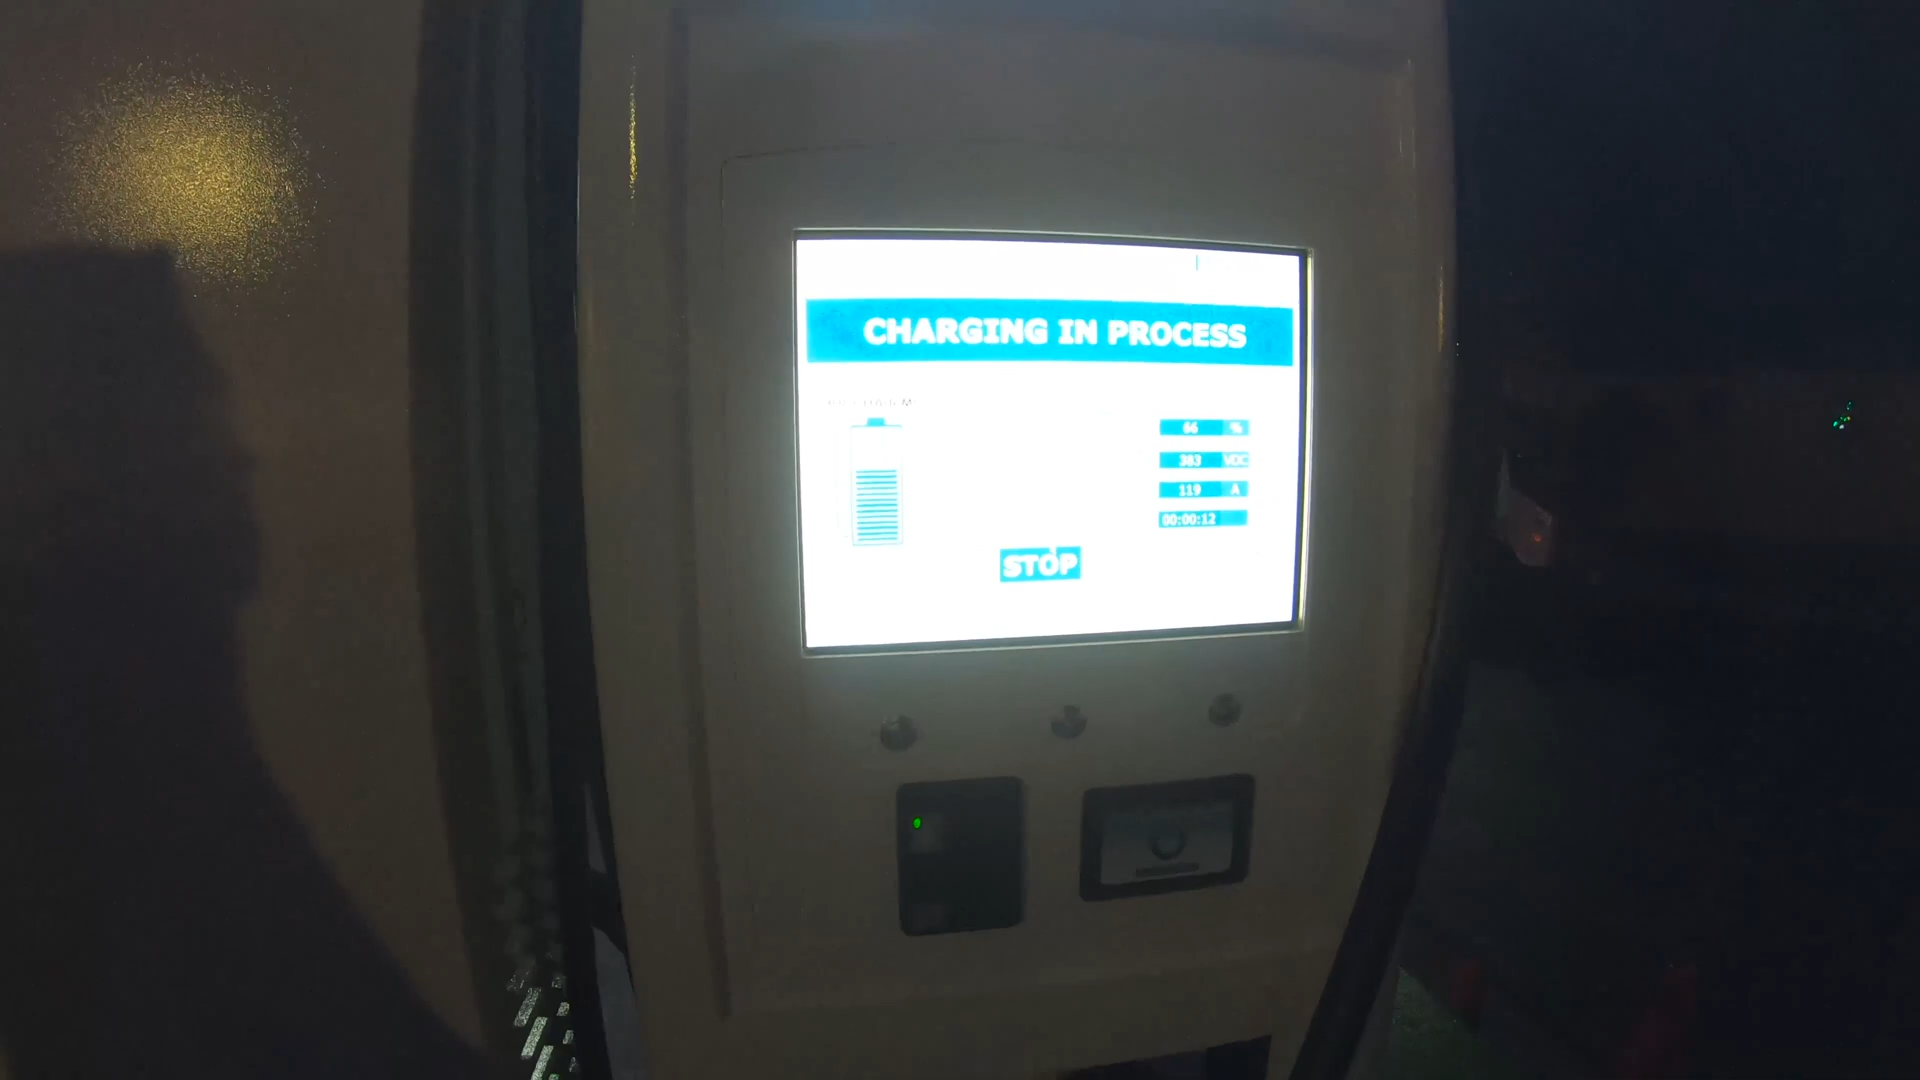 CHARGING IN PROCESS
66 %
383 VDC
119 A
00:00:12
STOP